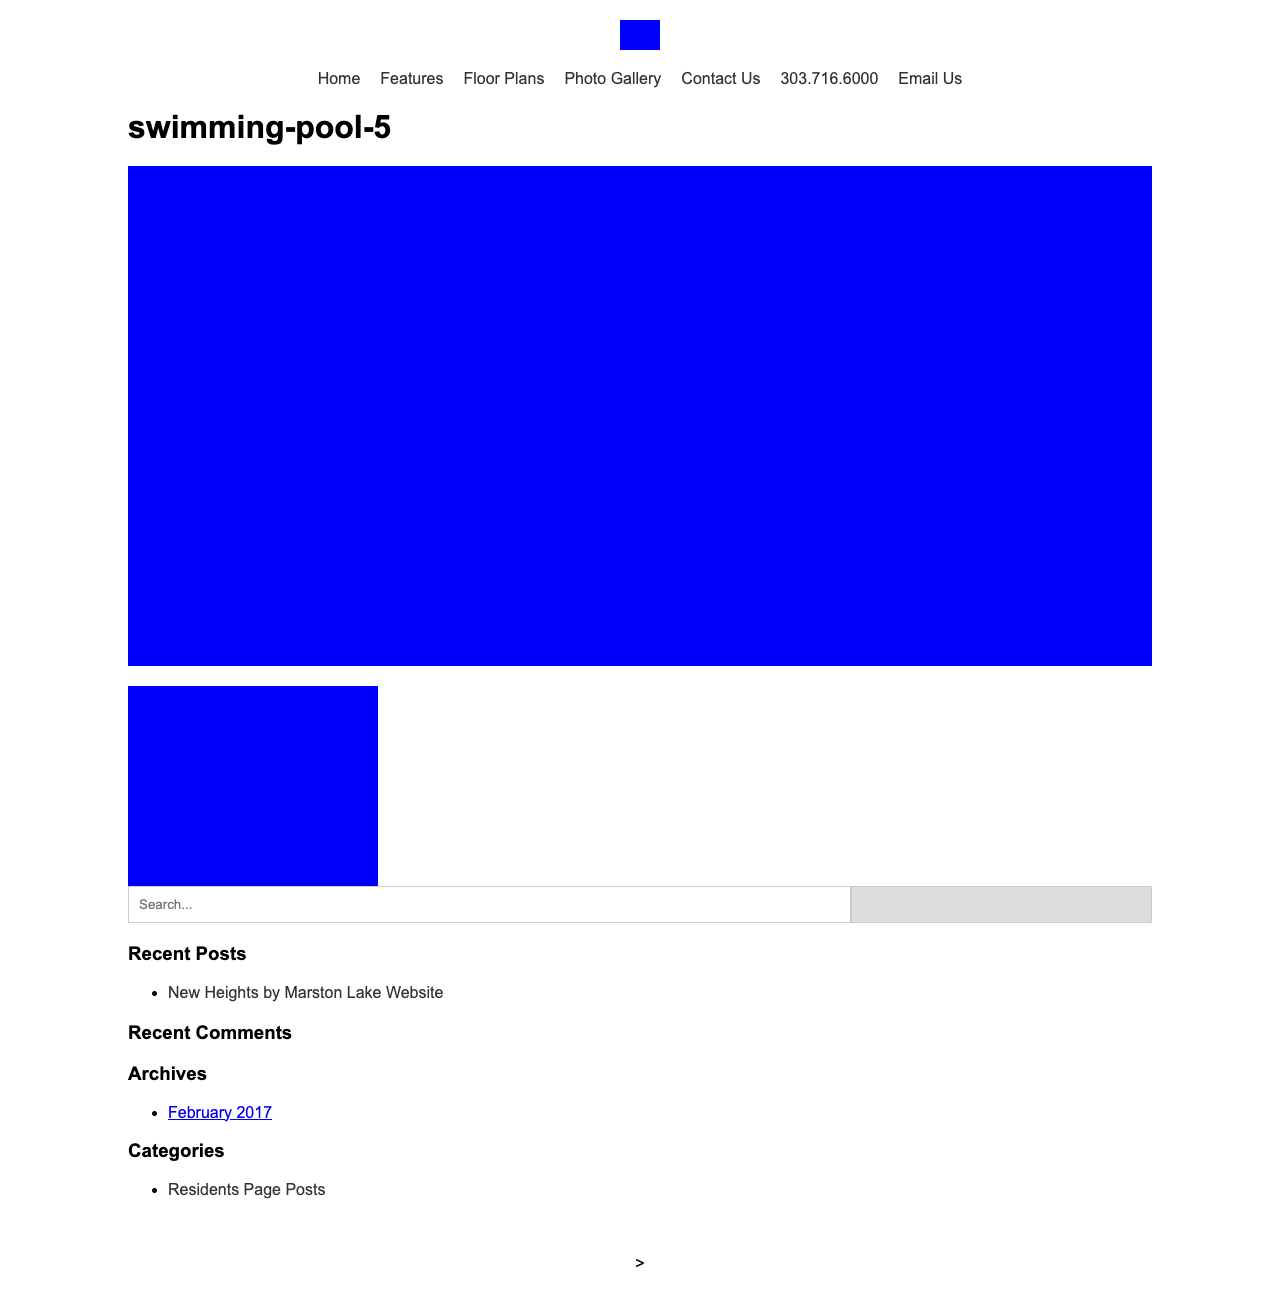 Home Features Floor Plans Photo Gallery Contact Us 303.716.6000 Email Us
swimming-pool-5
Search...
Recent Posts
New Heights by Marston Lake Website
Recent Comments
Archives
February 2017
Categories
Residents Page Posts
>